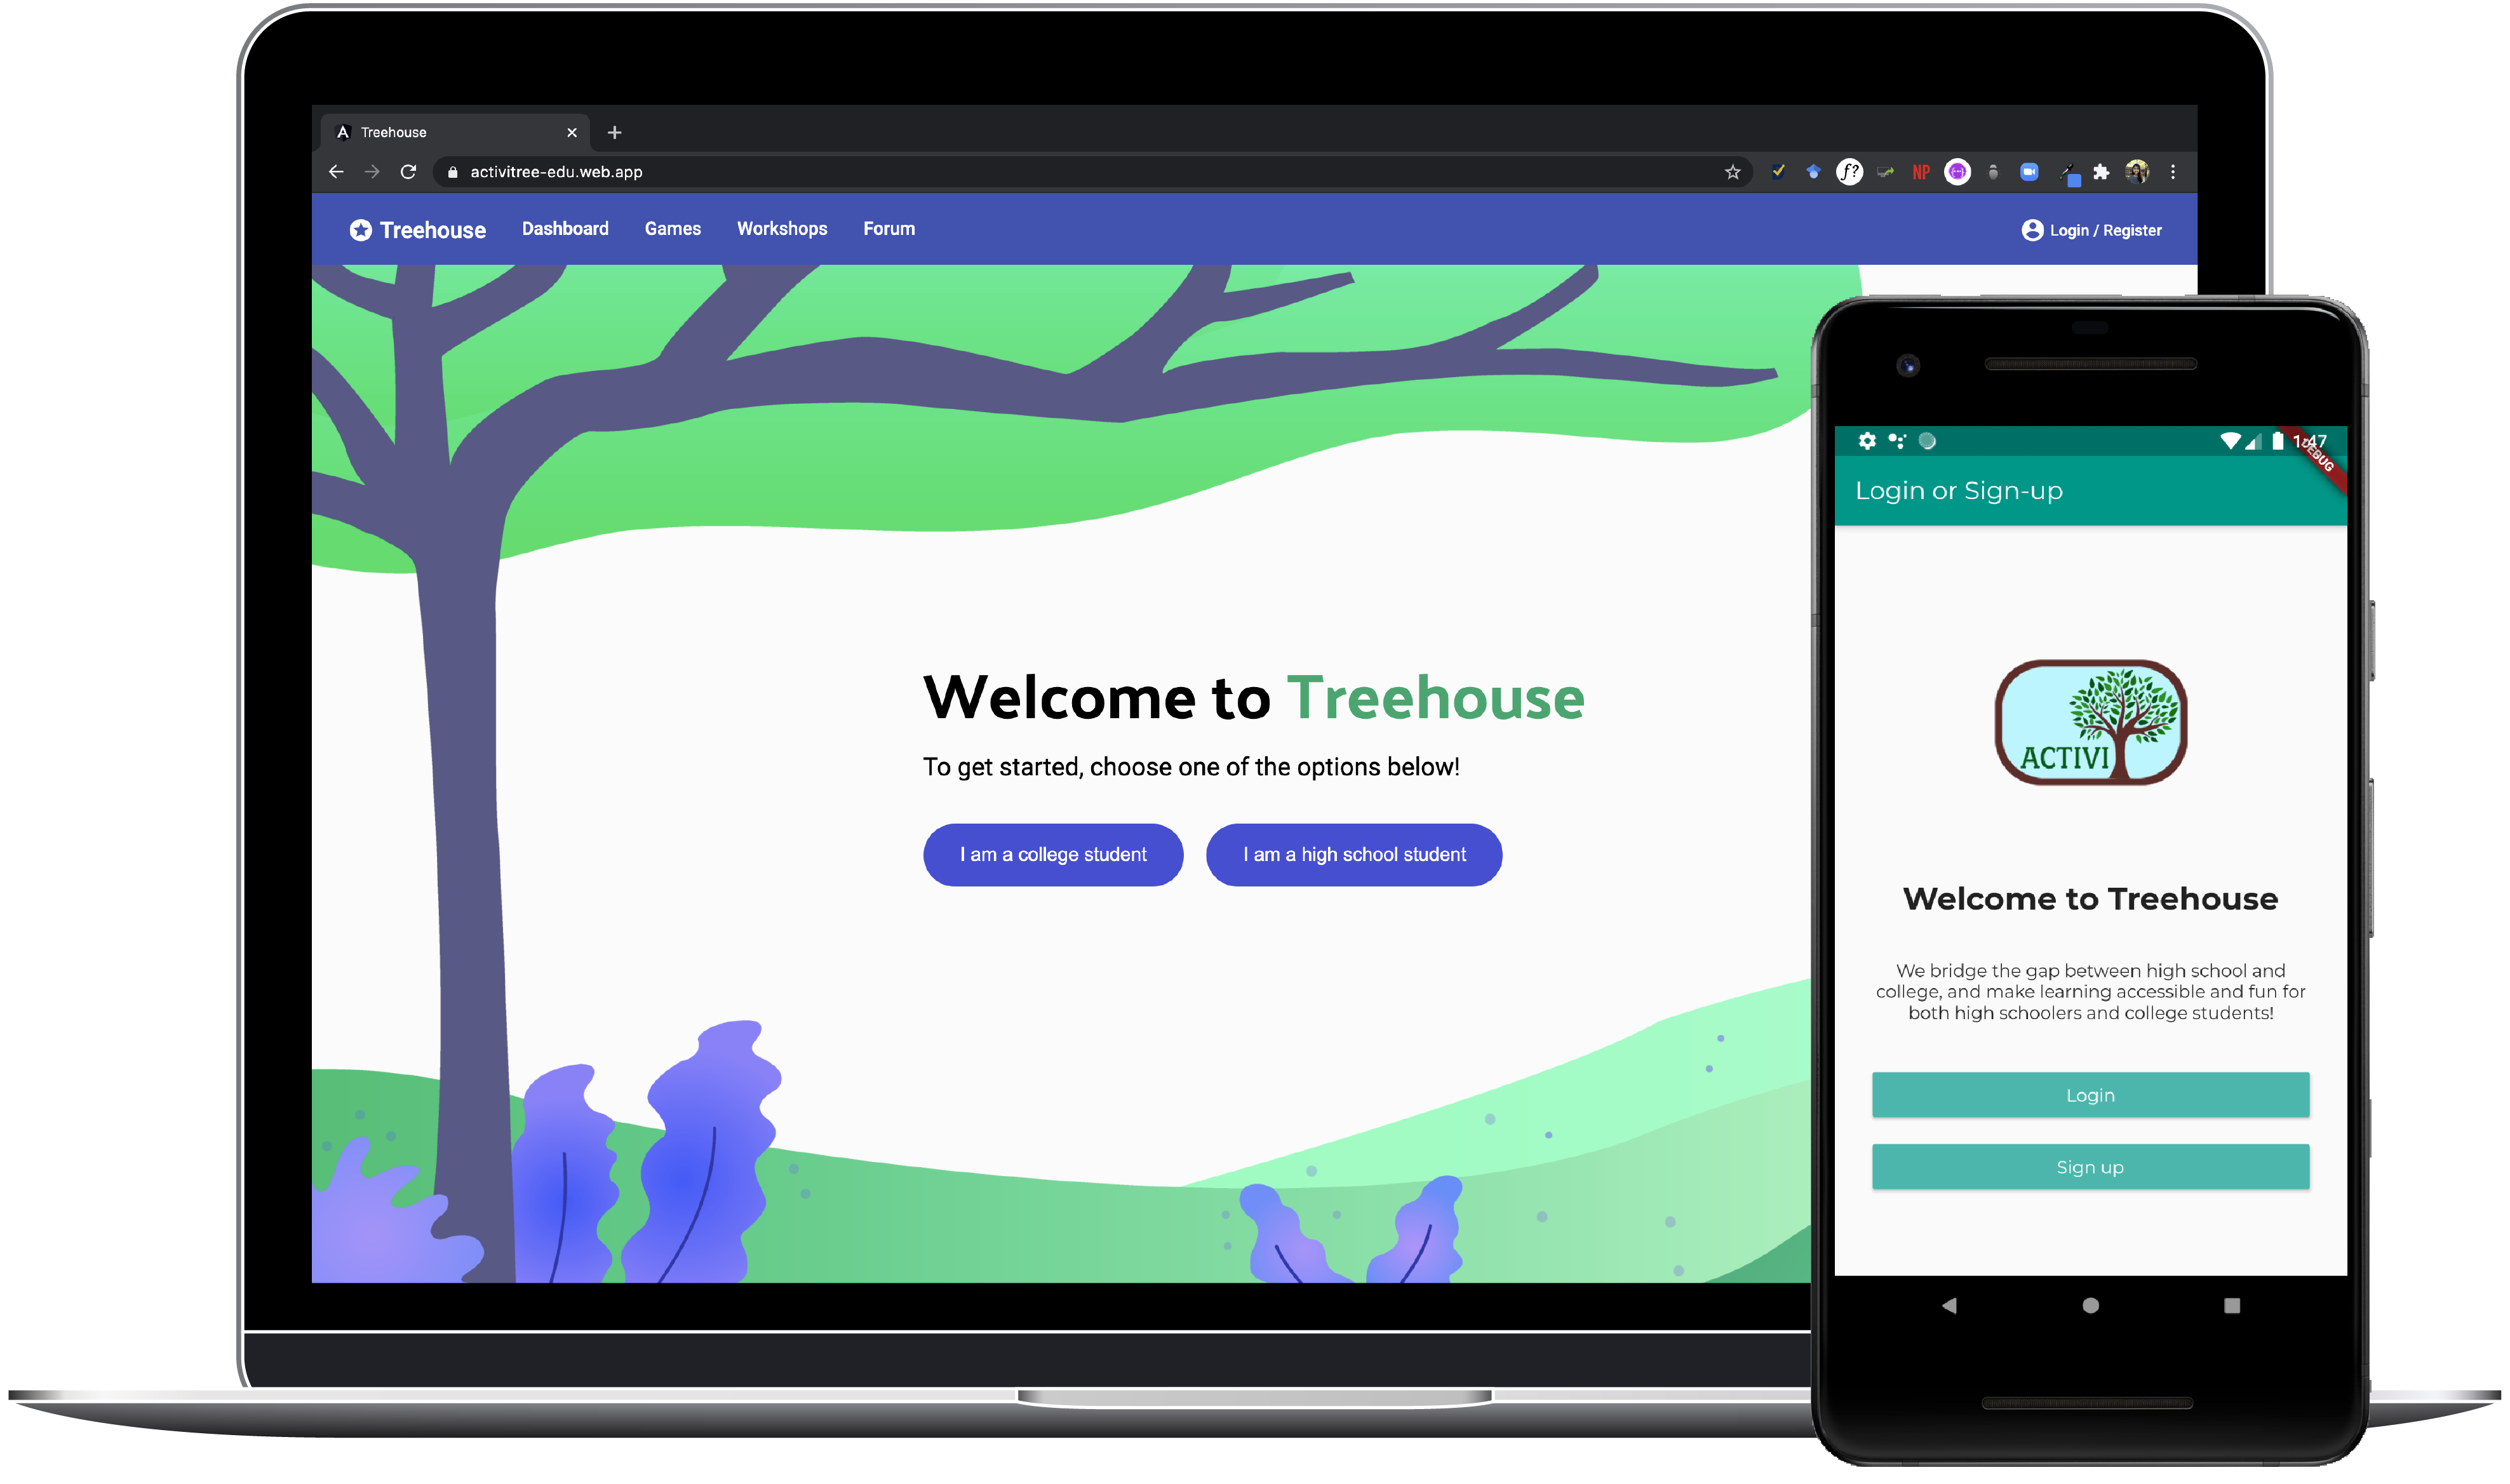 Treehouse
activitree-edu.web.app
f?
NP
Treehouse
Dashboard
Games
Workshops
Forum
Login / Register
Welcome to Treehouse
To get started, choose one of the options below!
I am a college student
I am a high school student
1:47
DEBUG
Login or Sign-up
ACTIVI
Welcome to Treehouse
We bridge the gap between high school and
college, and make learning accessible and fun for
both high schoolers and college students!
Login
Sign up